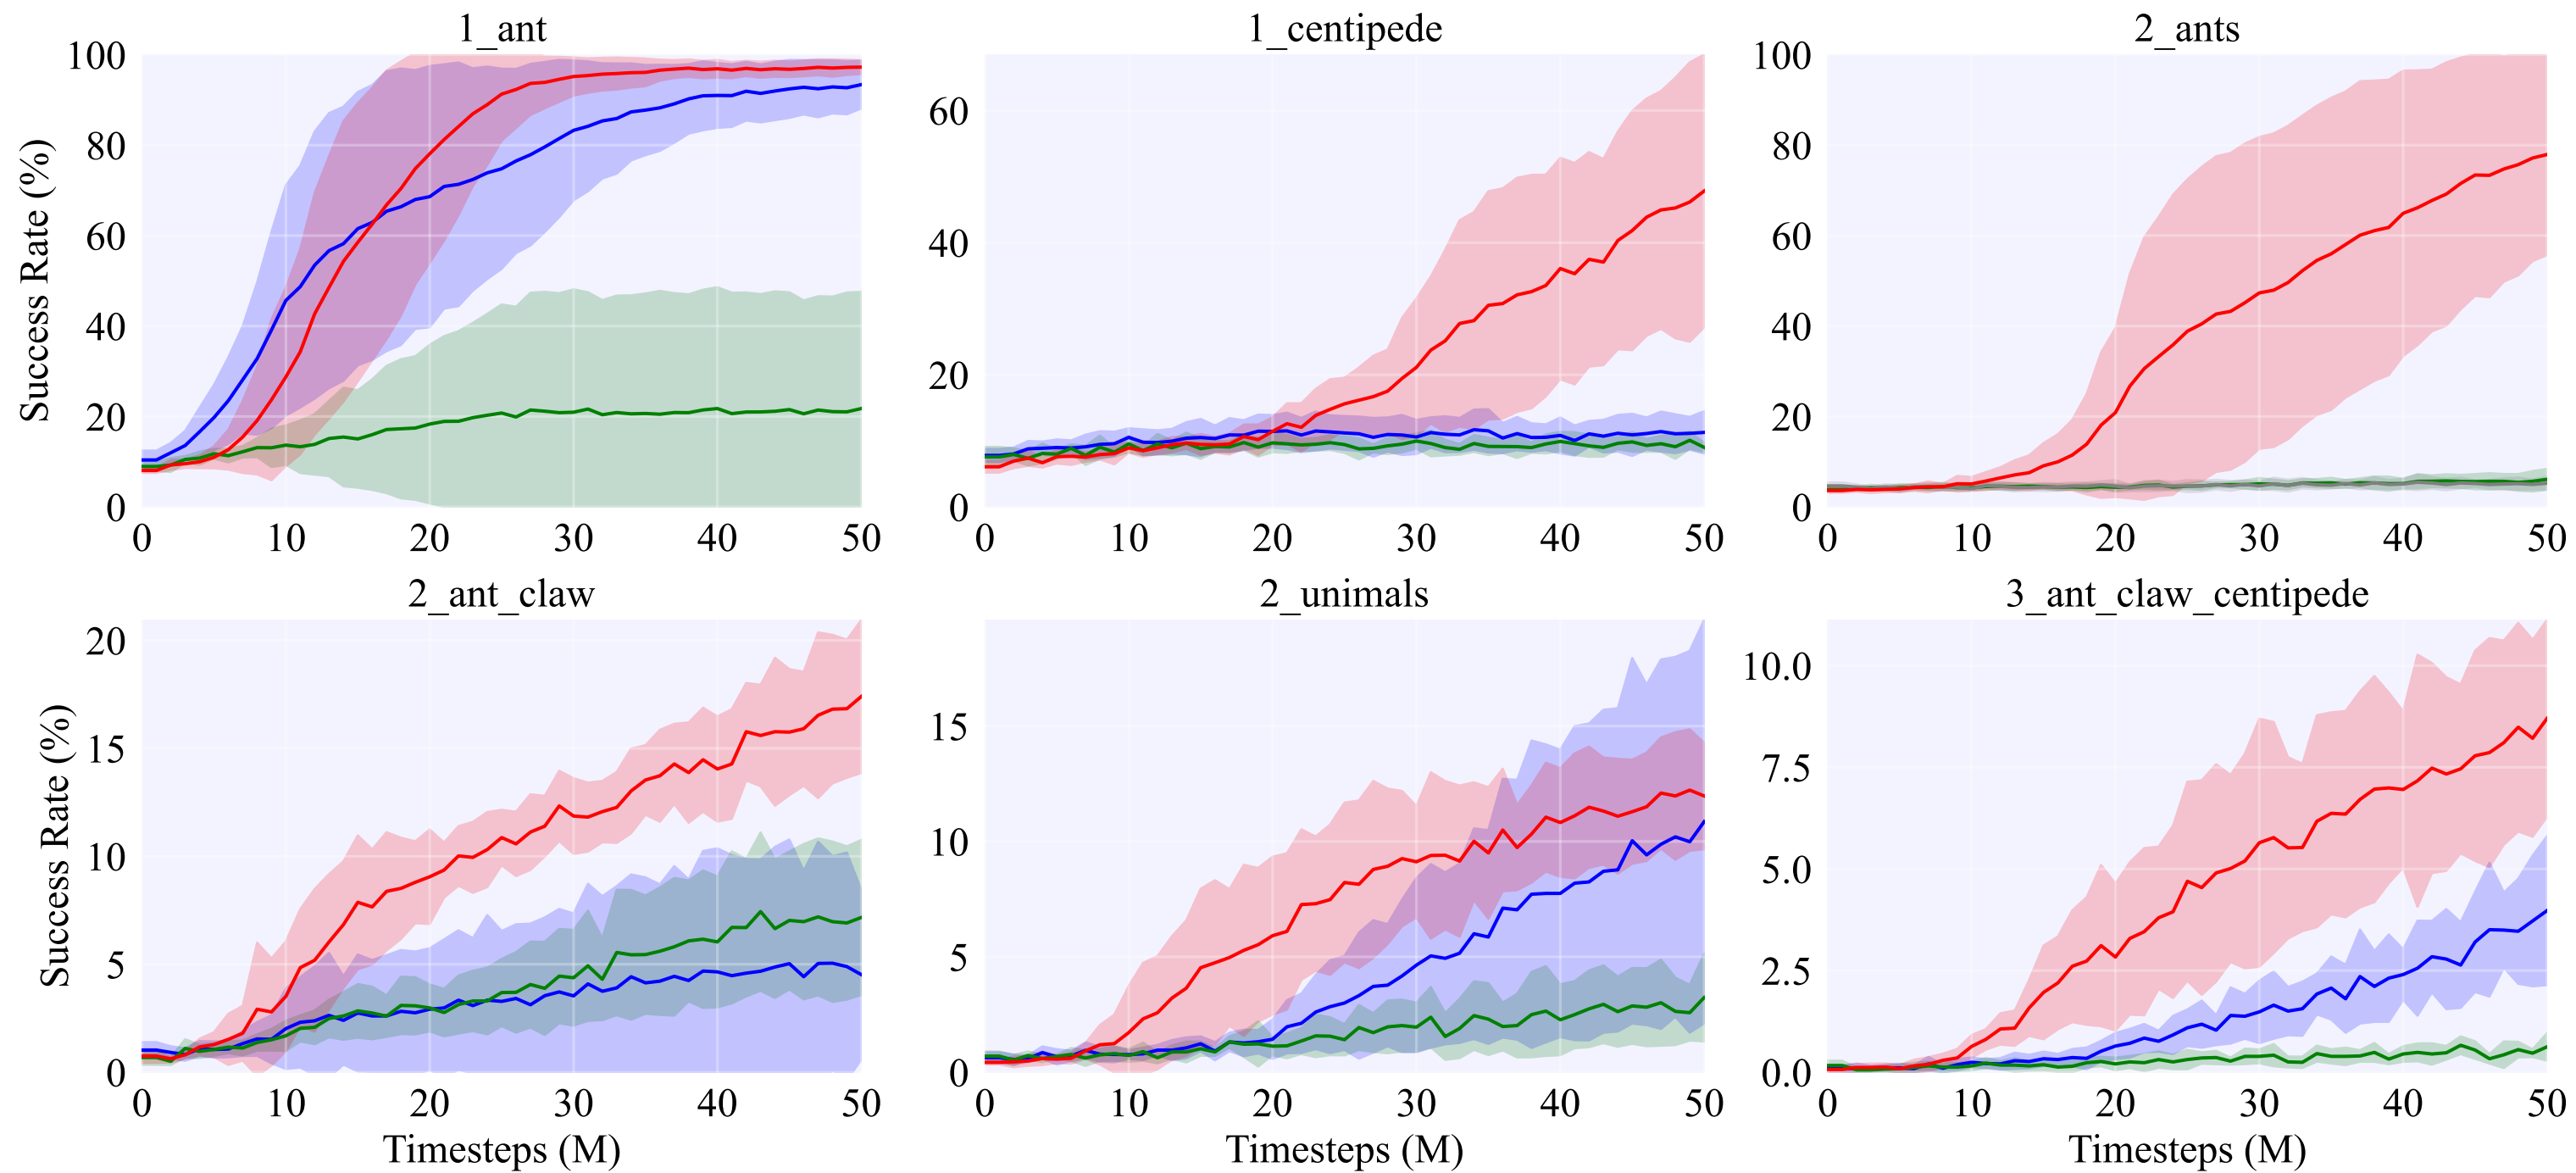 1_ant
1_centipede
2_ants
Success Rate (%)
100
80
60
40
20
0
0 10 20 30 40 50
60
40
20
0
0 10 20 30 40 50
100
80
60
40
20
0
0 10 20 30 40 50
2_ant_claw
2_unimals
3_ant_claw_centipede
Success Rate (%)
20
15
10
5
0
0 10 20 30 40 50
Timesteps (M)
15
10
5
0
0 10 20 30 40 50
Timesteps (M)
10.0
7.5
5.0
2.5
0.0
0 10 20 30 40 50
Timesteps (M)